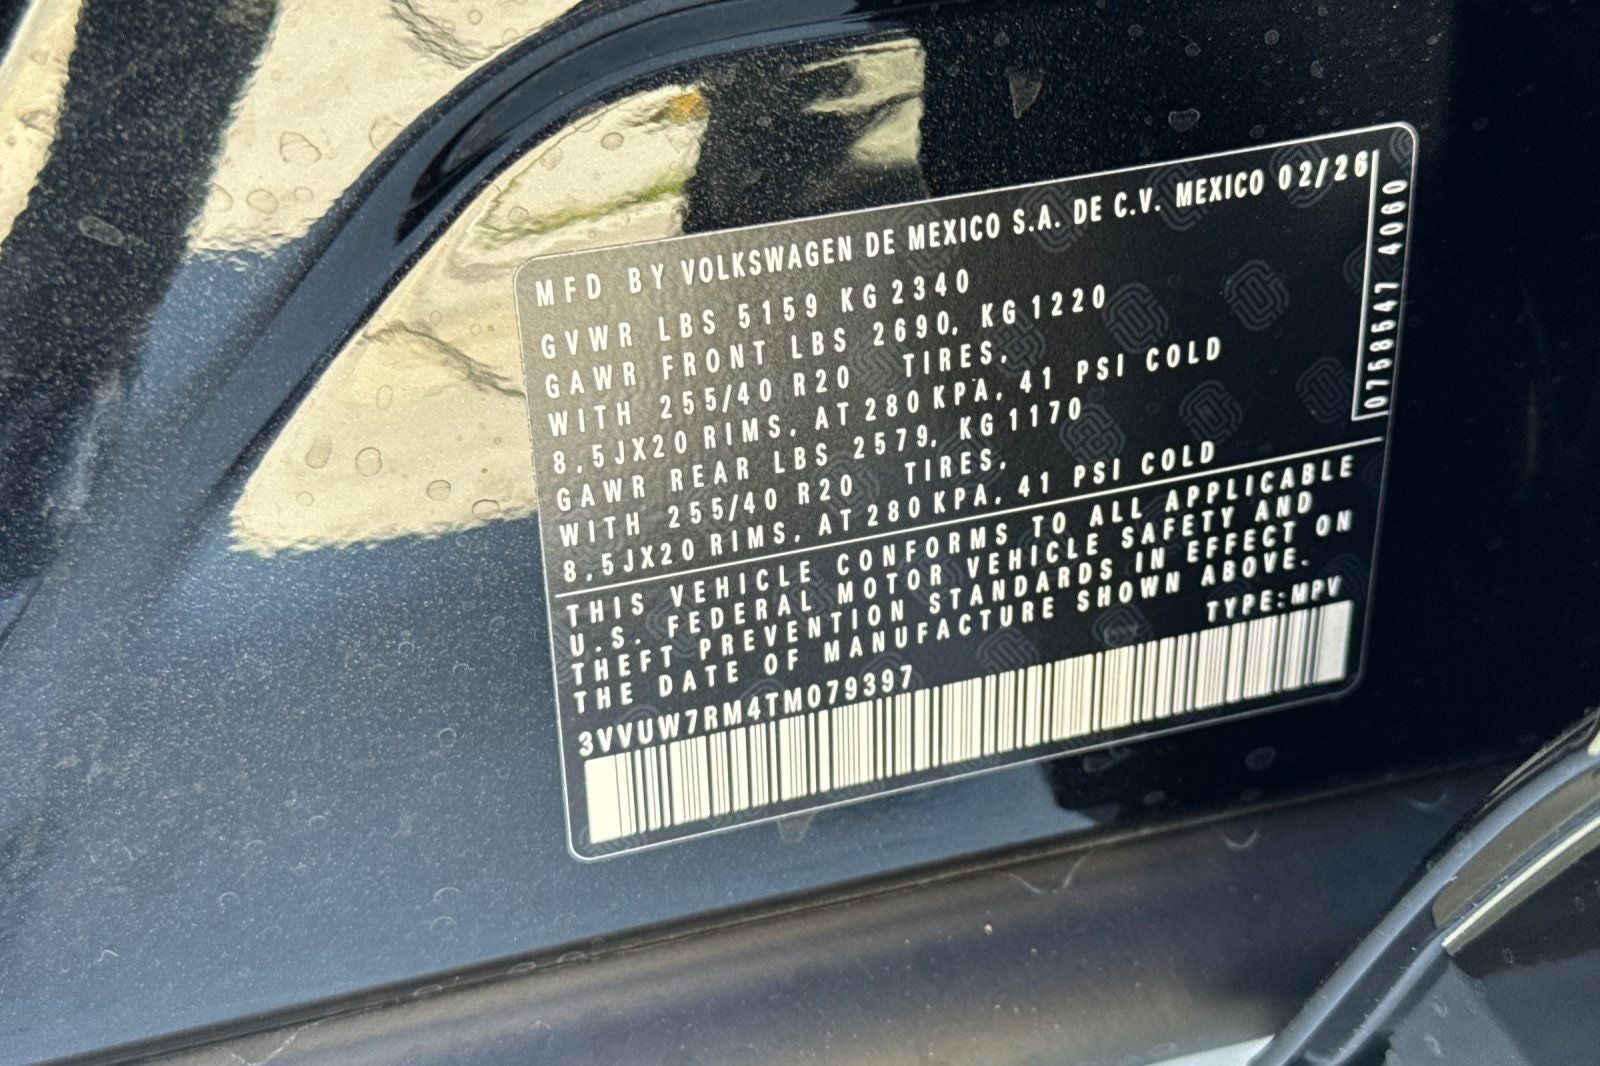 MFD BY VOLKSWAGEN DE MEXICO S.A. DE C.V. MEXICO 02/26
GVWR LBS 5159 KG 2340
GAWR FRONT LBS 2690, KG 1220
WITH 255/40 R20 TIRES,
8,5JX20 RIMS, AT 280 KPA, 41 PSI COLD
GAWR REAR LBS 2579, KG 1170
WITH 255/40 R20 TIRES,
8,5JX20 RIMS, AT 280 KPA, 41 PSI COLD
0758547 4060
THIS VEHICLE CONFORMS TO ALL APPLICABLE
U.S. FEDERAL MOTOR VEHICLE SAFETY AND
THEFT PREVENTION STANDARDS IN EFFECT ON
THE DATE OF MANUFACTURE SHOWN ABOVE.
TYPE:MPV
3VVUW7RM4TM079397